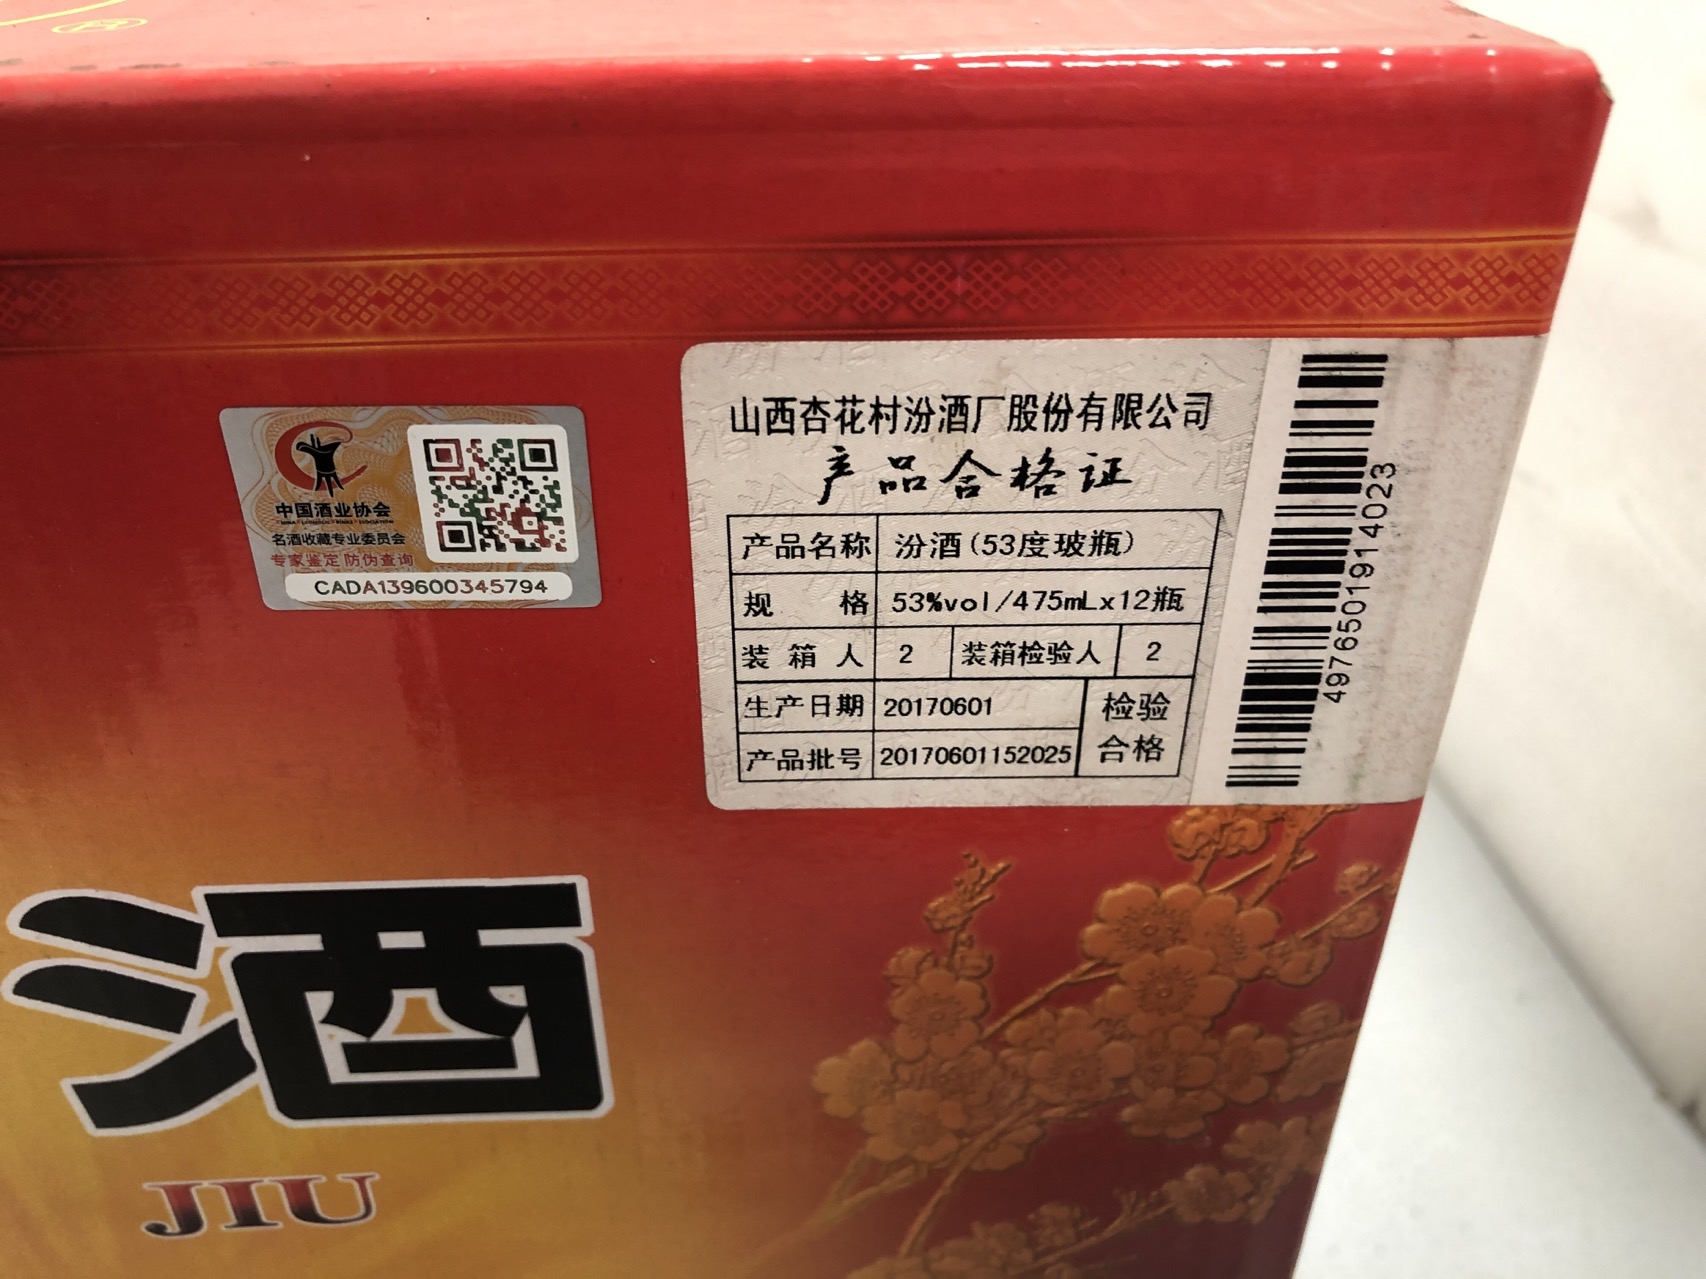 中国酒业协会
名酒收藏专业委员会
专家鉴定 防伪查询
CADA139600345794
山西杏花村汾酒厂股份有限公司
产品合格证
产品名称 汾酒(53度玻瓶)
规 格 53%vol/475mLx12瓶
装 箱 人 2 装箱检验人 2
生产日期 20170601 检验
产品批号 20170601152025 合格
4976501914023
酒
JIU